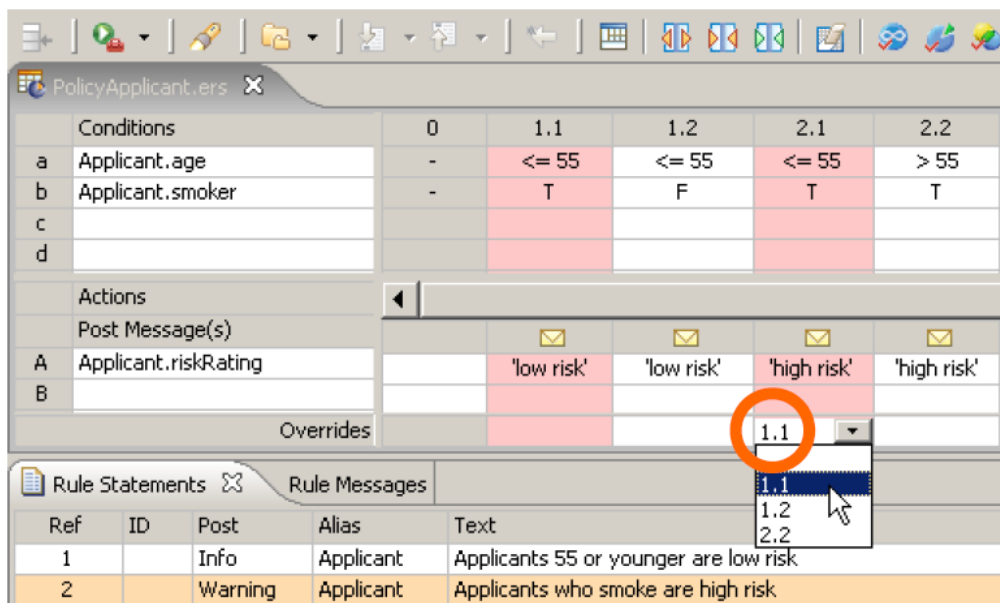 PolicyApplicant.ers
Conditions 0 1.1 1.2 2.1 2.2
a Applicant.age - <= 55 <= 55 <= 55 > 55
b Applicant.smoker - T F T T
c
d
Actions
Post Message(s)
A Applicant.riskRating 'low risk' 'low risk' 'high risk' 'high risk'
B
Overrides 1.1
1.1
1.2
2.2
Rule Statements Rule Messages
Ref ID Post Alias Text
1 Info Applicant Applicants 55 or younger are low risk
2 Warning Applicant Applicants who smoke are high risk